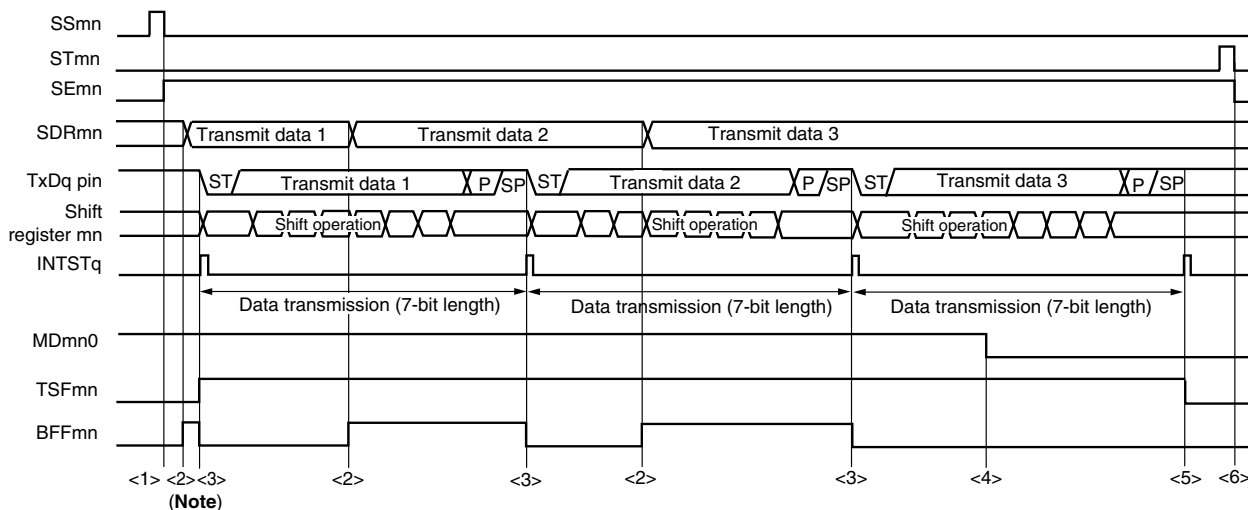 SSmn
STmn
SEmn
SDRmn Transmit data 1 Transmit data 2 Transmit data 3
TxDq pin ST Transmit data 1 P SP ST Transmit data 2 P SP ST Transmit data 3 P SP
Shift
register mn Shift operation Shift operation Shift operation
INTSTq
Data transmission (7-bit length) Data transmission (7-bit length) Data transmission (7-bit length)
MDmn0
TSFmn
BFFmn
<1> <2> <3> <2> <3> <2> <3> <4> <5> <6>
(Note)